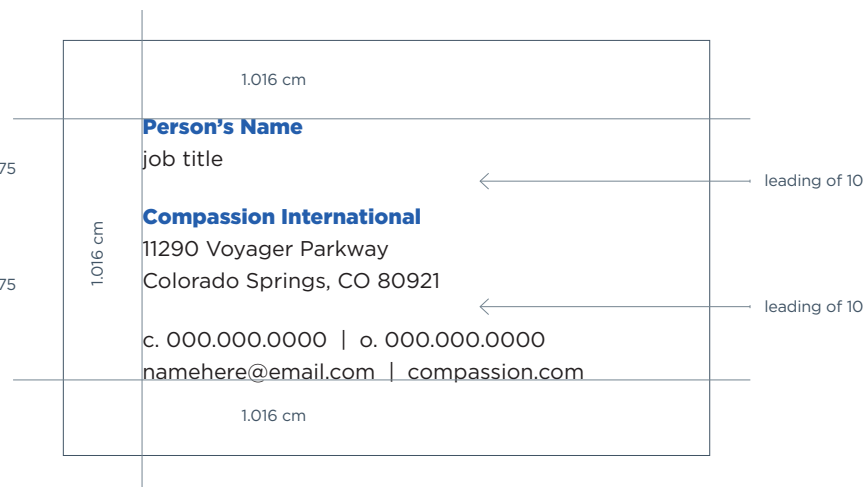 1.016 cm
Person’s Name
75
job title
leading of 10
Compassion International
1.016 cm
11290 Voyager Parkway
Colorado Springs, CO 80921
75
leading of 10
c. 000.000.0000 | o. 000.000.0000
namehere@email.com | compassion.com
1.016 cm